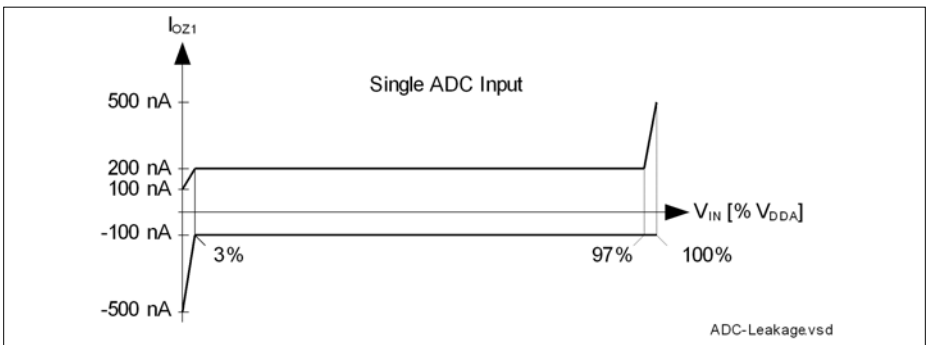 I_OZ1
Single ADC Input
500 nA
200 nA
100 nA
V_IN [% V_DDA]
-100 nA
3%
97%
100%
-500 nA
ADC-Leakage.vsd